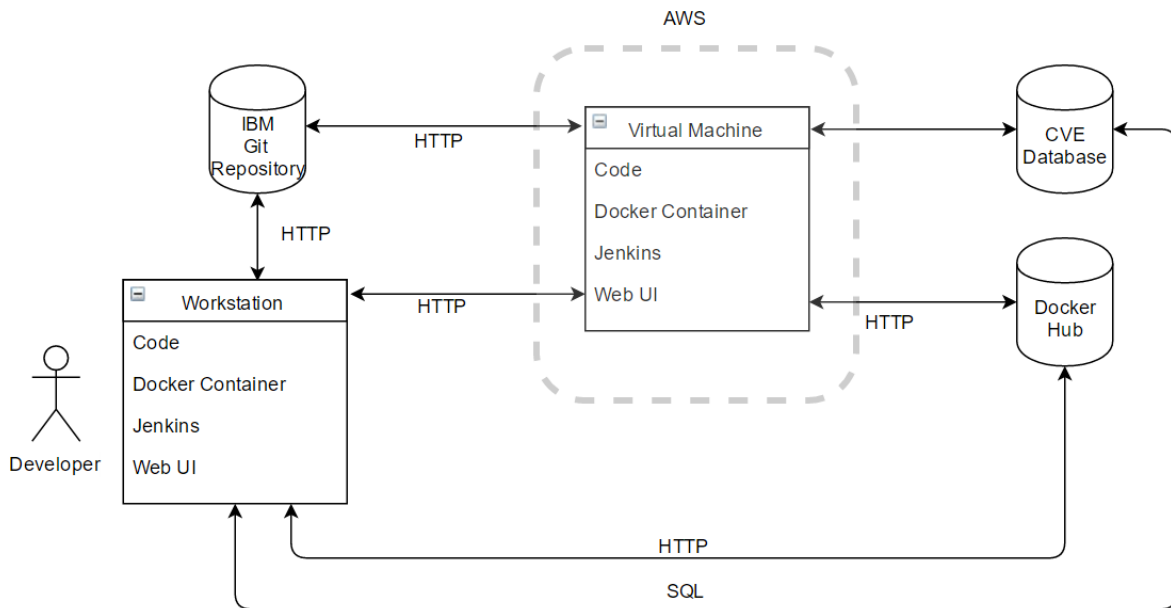 AWS
IBM
Git
Repository
HTTP
Virtual Machine
Code
Docker Container
Jenkins
Web UI
CVE
Database
HTTP
HTTP
HTTP
Docker
Hub
Workstation
Code
Docker Container
Jenkins
Web UI
Developer
HTTP
SQL